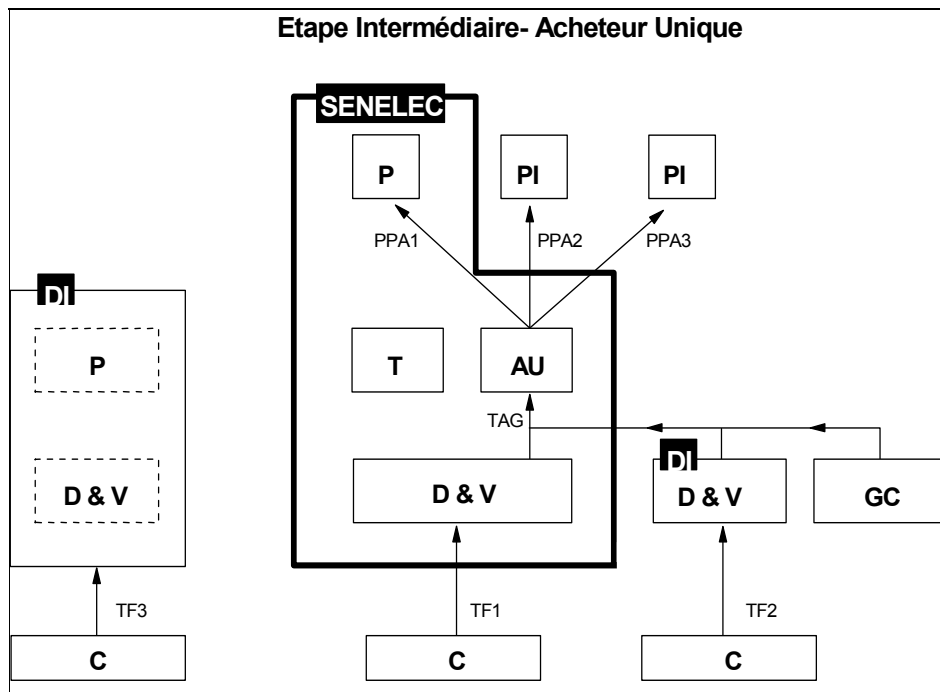 Etape Intermédiaire- Acheteur Unique
SENELEC
P
PI
PI
PPA1
PPA2
PPA3
DI
P
T
AU
TAG
DI
D & V
D & V
D & V
GC
TF3
TF1
TF2
C
C
C